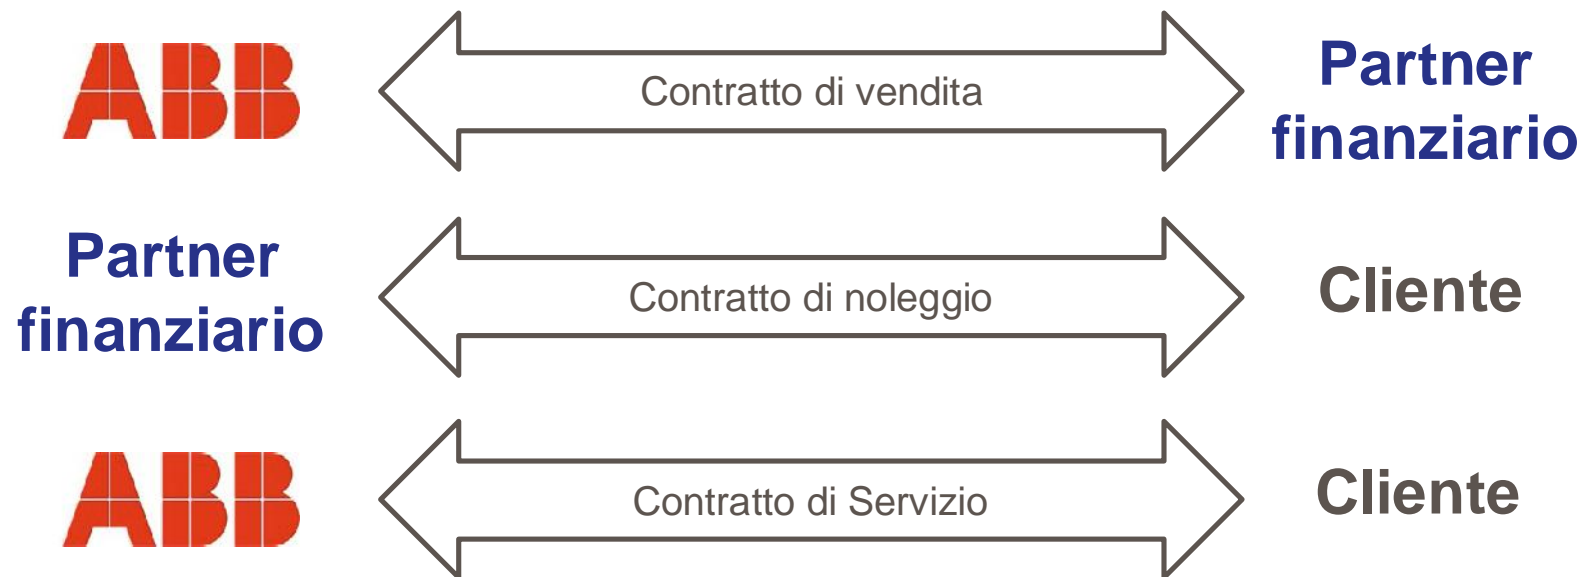 ABB
Contratto di vendita
Partner
finanziario
Partner
finanziario
Contratto di noleggio
Cliente
ABB
Contratto di Servizio
Cliente